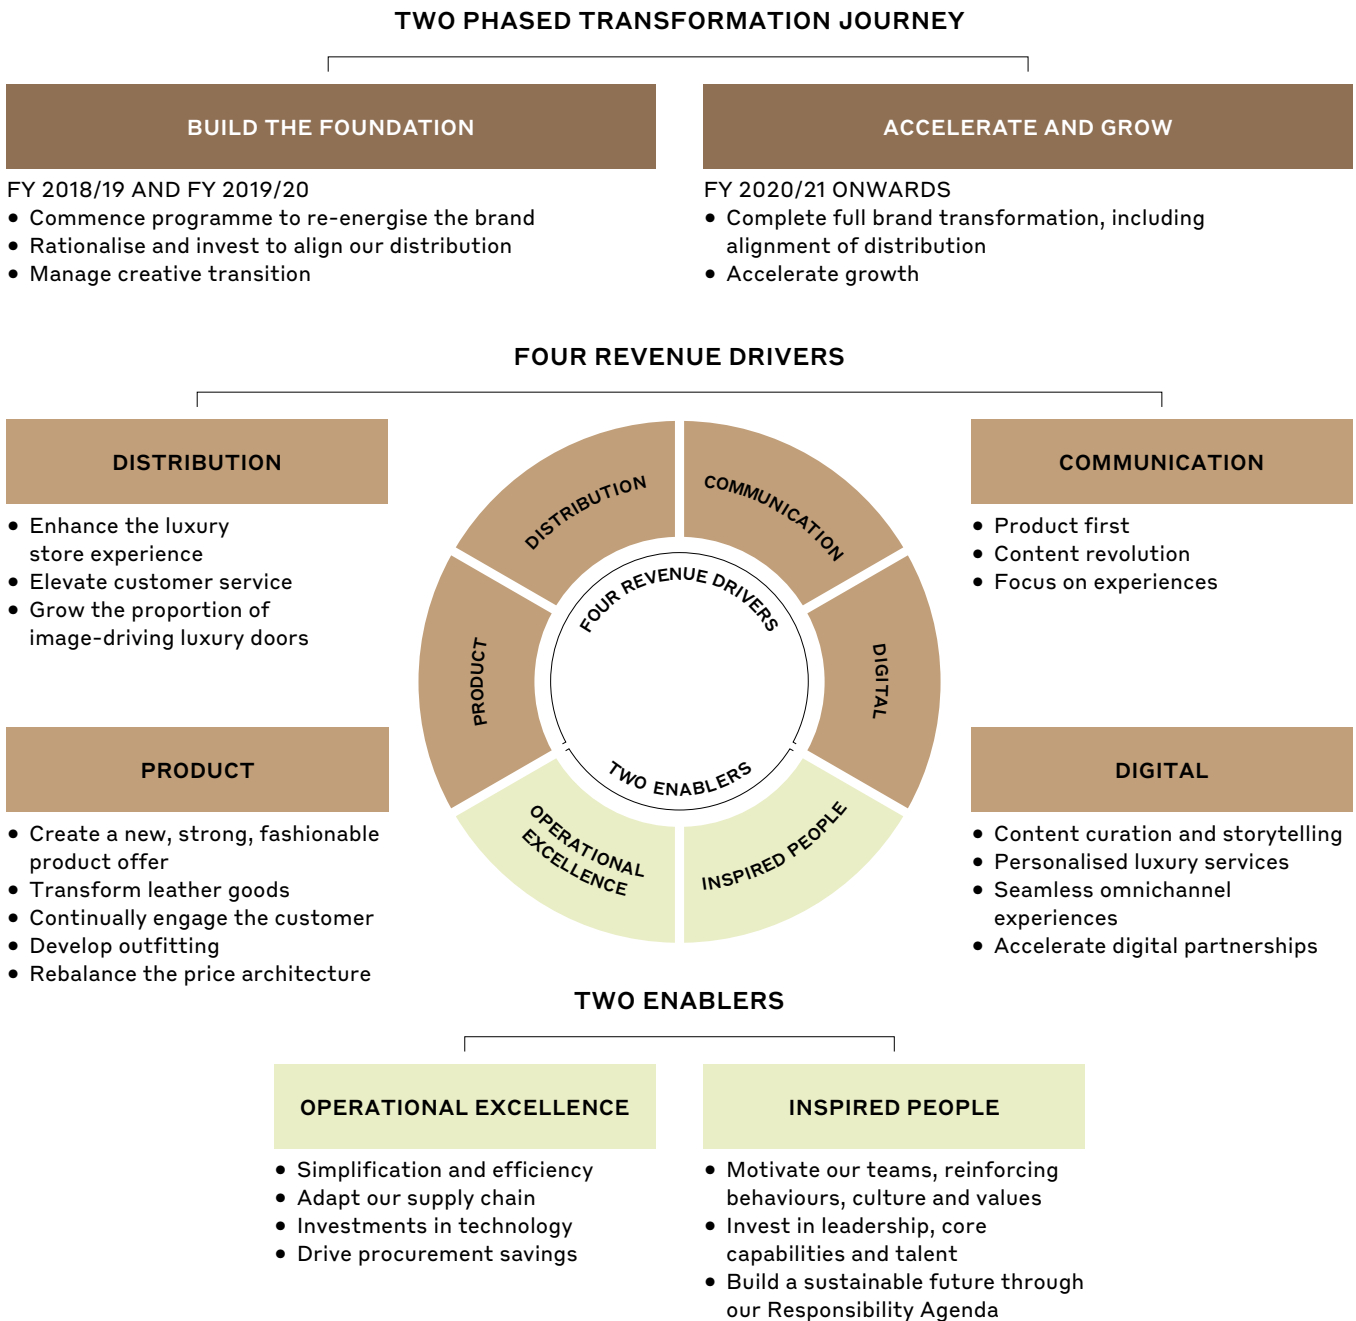 TWO PHASED TRANSFORMATION JOURNEY
BUILD THE FOUNDATION
FY 2018/19 AND FY 2019/20
• Commence programme to re-energise the brand
• Rationalise and invest to align our distribution
• Manage creative transition
ACCELERATE AND GROW
FY 2020/21 ONWARDS
• Complete full brand transformation, including
alignment of distribution
• Accelerate growth
FOUR REVENUE DRIVERS
DISTRIBUTION
• Enhance the luxury
store experience
• Elevate customer service
• Grow the proportion of
image-driving luxury doors
PRODUCT
• Create a new, strong, fashionable
product offer
• Transform leather goods
• Continually engage the customer
• Develop outfitting
• Rebalance the price architecture
DISTRIBUTION
COMMUNICATION
FOUR REVENUE DRIVERS
PRODUCT
DIGITAL
TWO ENABLERS
OPERATIONAL
EXCELLENCE
INSPIRED PEOPLE
COMMUNICATION
• Product first
• Content revolution
• Focus on experiences
DIGITAL
• Content curation and storytelling
• Personalised luxury services
• Seamless omnichannel
experiences
• Accelerate digital partnerships
TWO ENABLERS
OPERATIONAL EXCELLENCE
• Simplification and efficiency
• Adapt our supply chain
• Investments in technology
• Drive procurement savings
INSPIRED PEOPLE
• Motivate our teams, reinforcing
behaviours, culture and values
• Invest in leadership, core
capabilities and talent
• Build a sustainable future through
our Responsibility Agenda